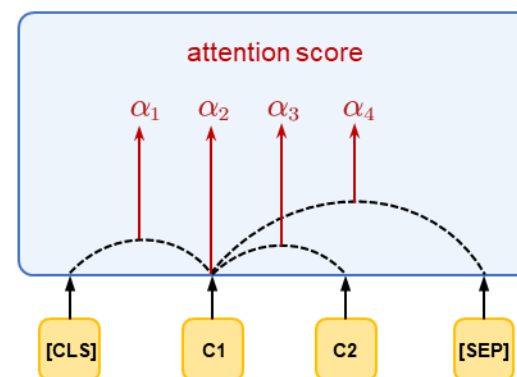 attention score
α1 α2 α3 α4
[CLS] C1 C2 [SEP]